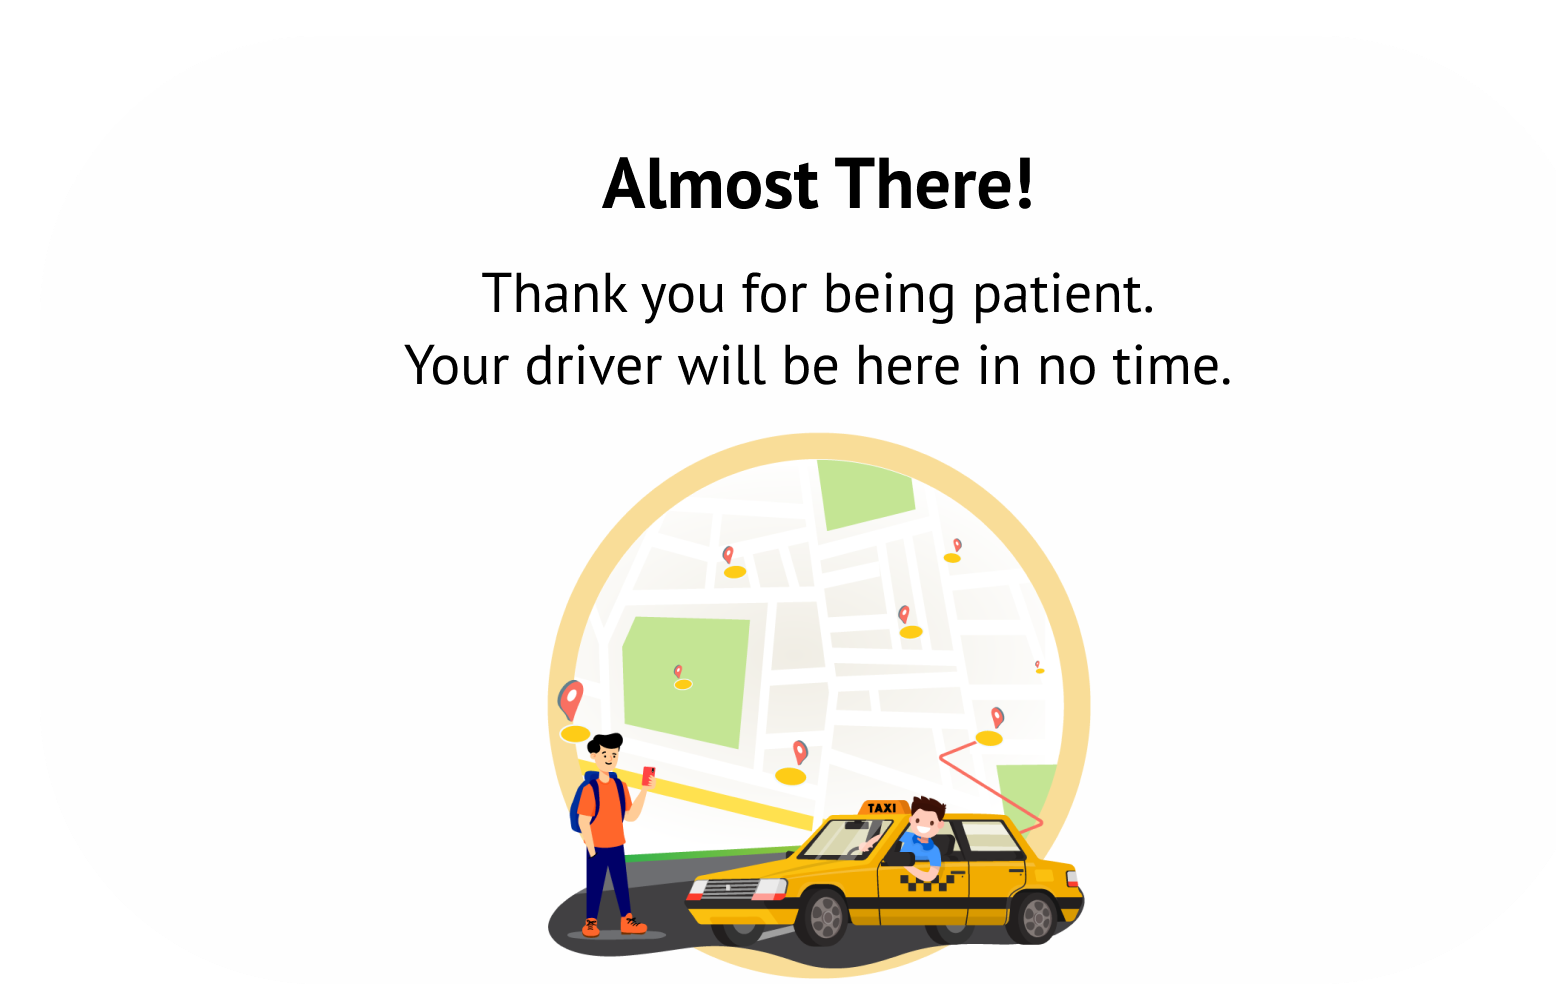 Almost There!
Thank you for being patient.
Your driver will be here in no time.
TAXI